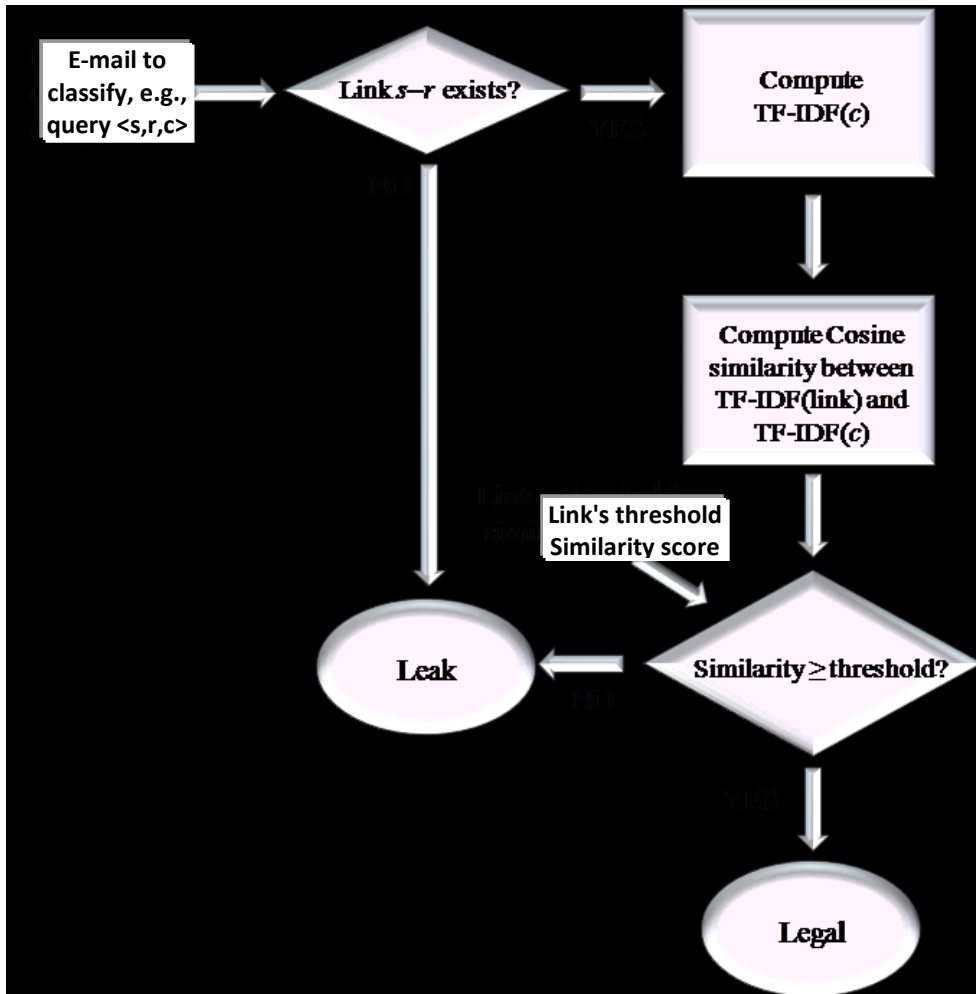 E-mail to
classify, e.g.,
query <s,r,c>
Link s–r exists?
YES
Compute
TF-IDF(c)
NO
Compute Cosine
similarity between
TF-IDF(link) and
TF-IDF(c)
Link's threshold
Similarity score
Similarity ≥ threshold?
NO
Leak
YES
Legal